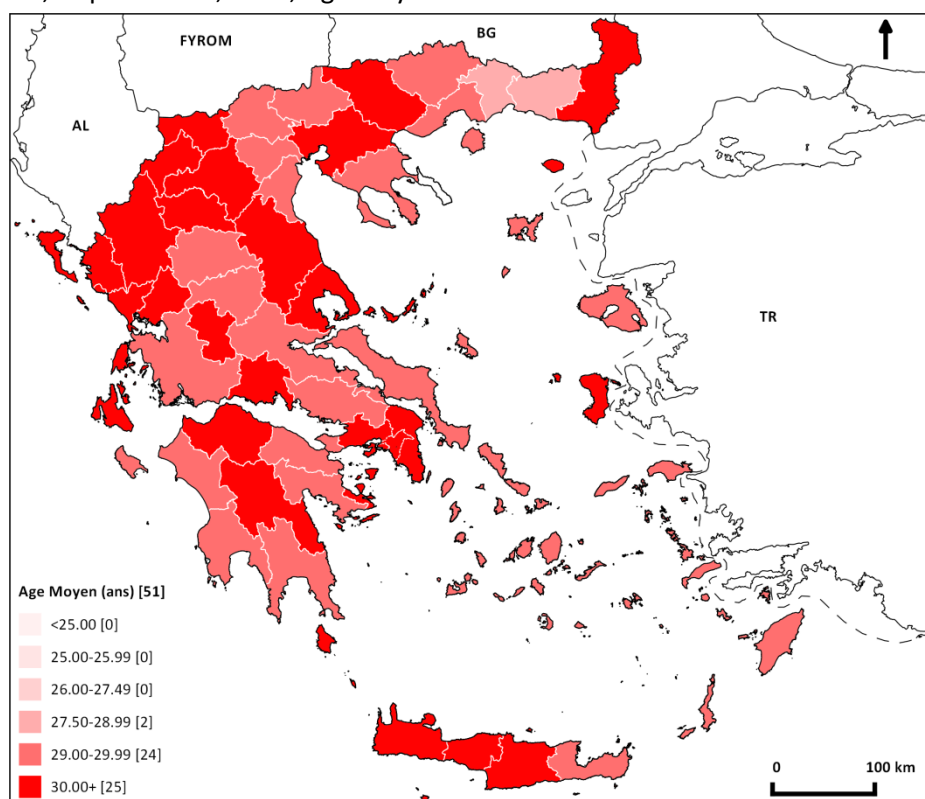 FYROM
BG
AL
TR
Age Moyen (ans) [51]
<25.00 [0]
25.00-25.99 [0]
26.00-27.49 [0]
27.50-28.99 [2]
29.00-29.99 [24]
30.00+ [25]
0 100 km